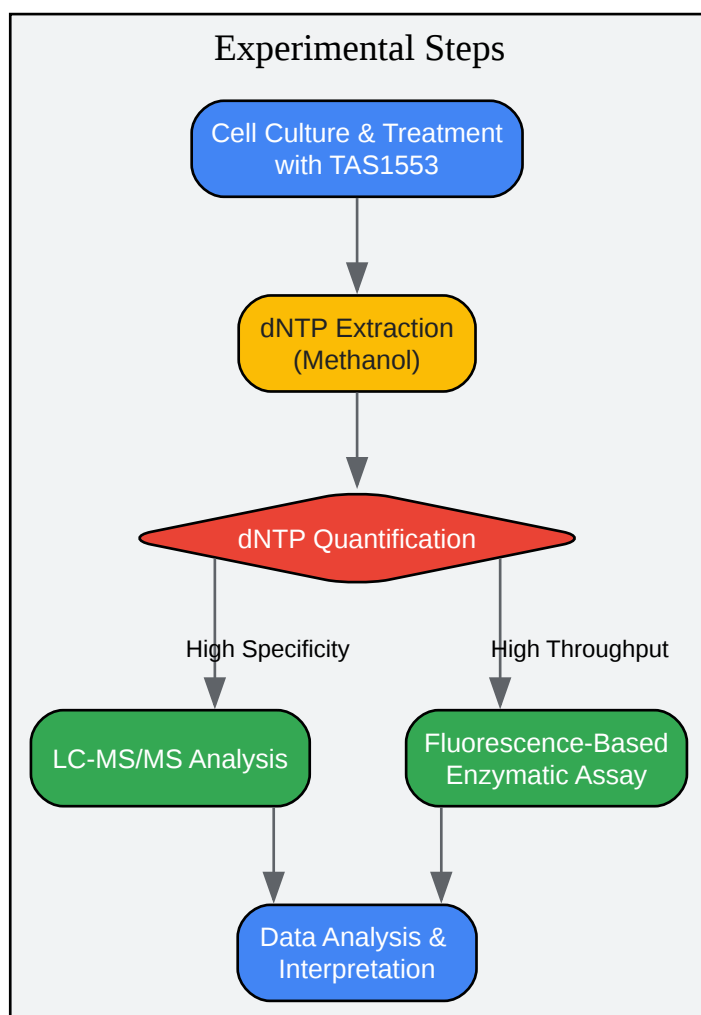 Experimental Steps
Cell Culture & Treatment
with TAS1553
dNTP Extraction
(Methanol)
dNTP Quantification
High Specificity
High Throughput
LC-MS/MS Analysis
Fluorescence-Based
Enzymatic Assay
Data Analysis &
Interpretation